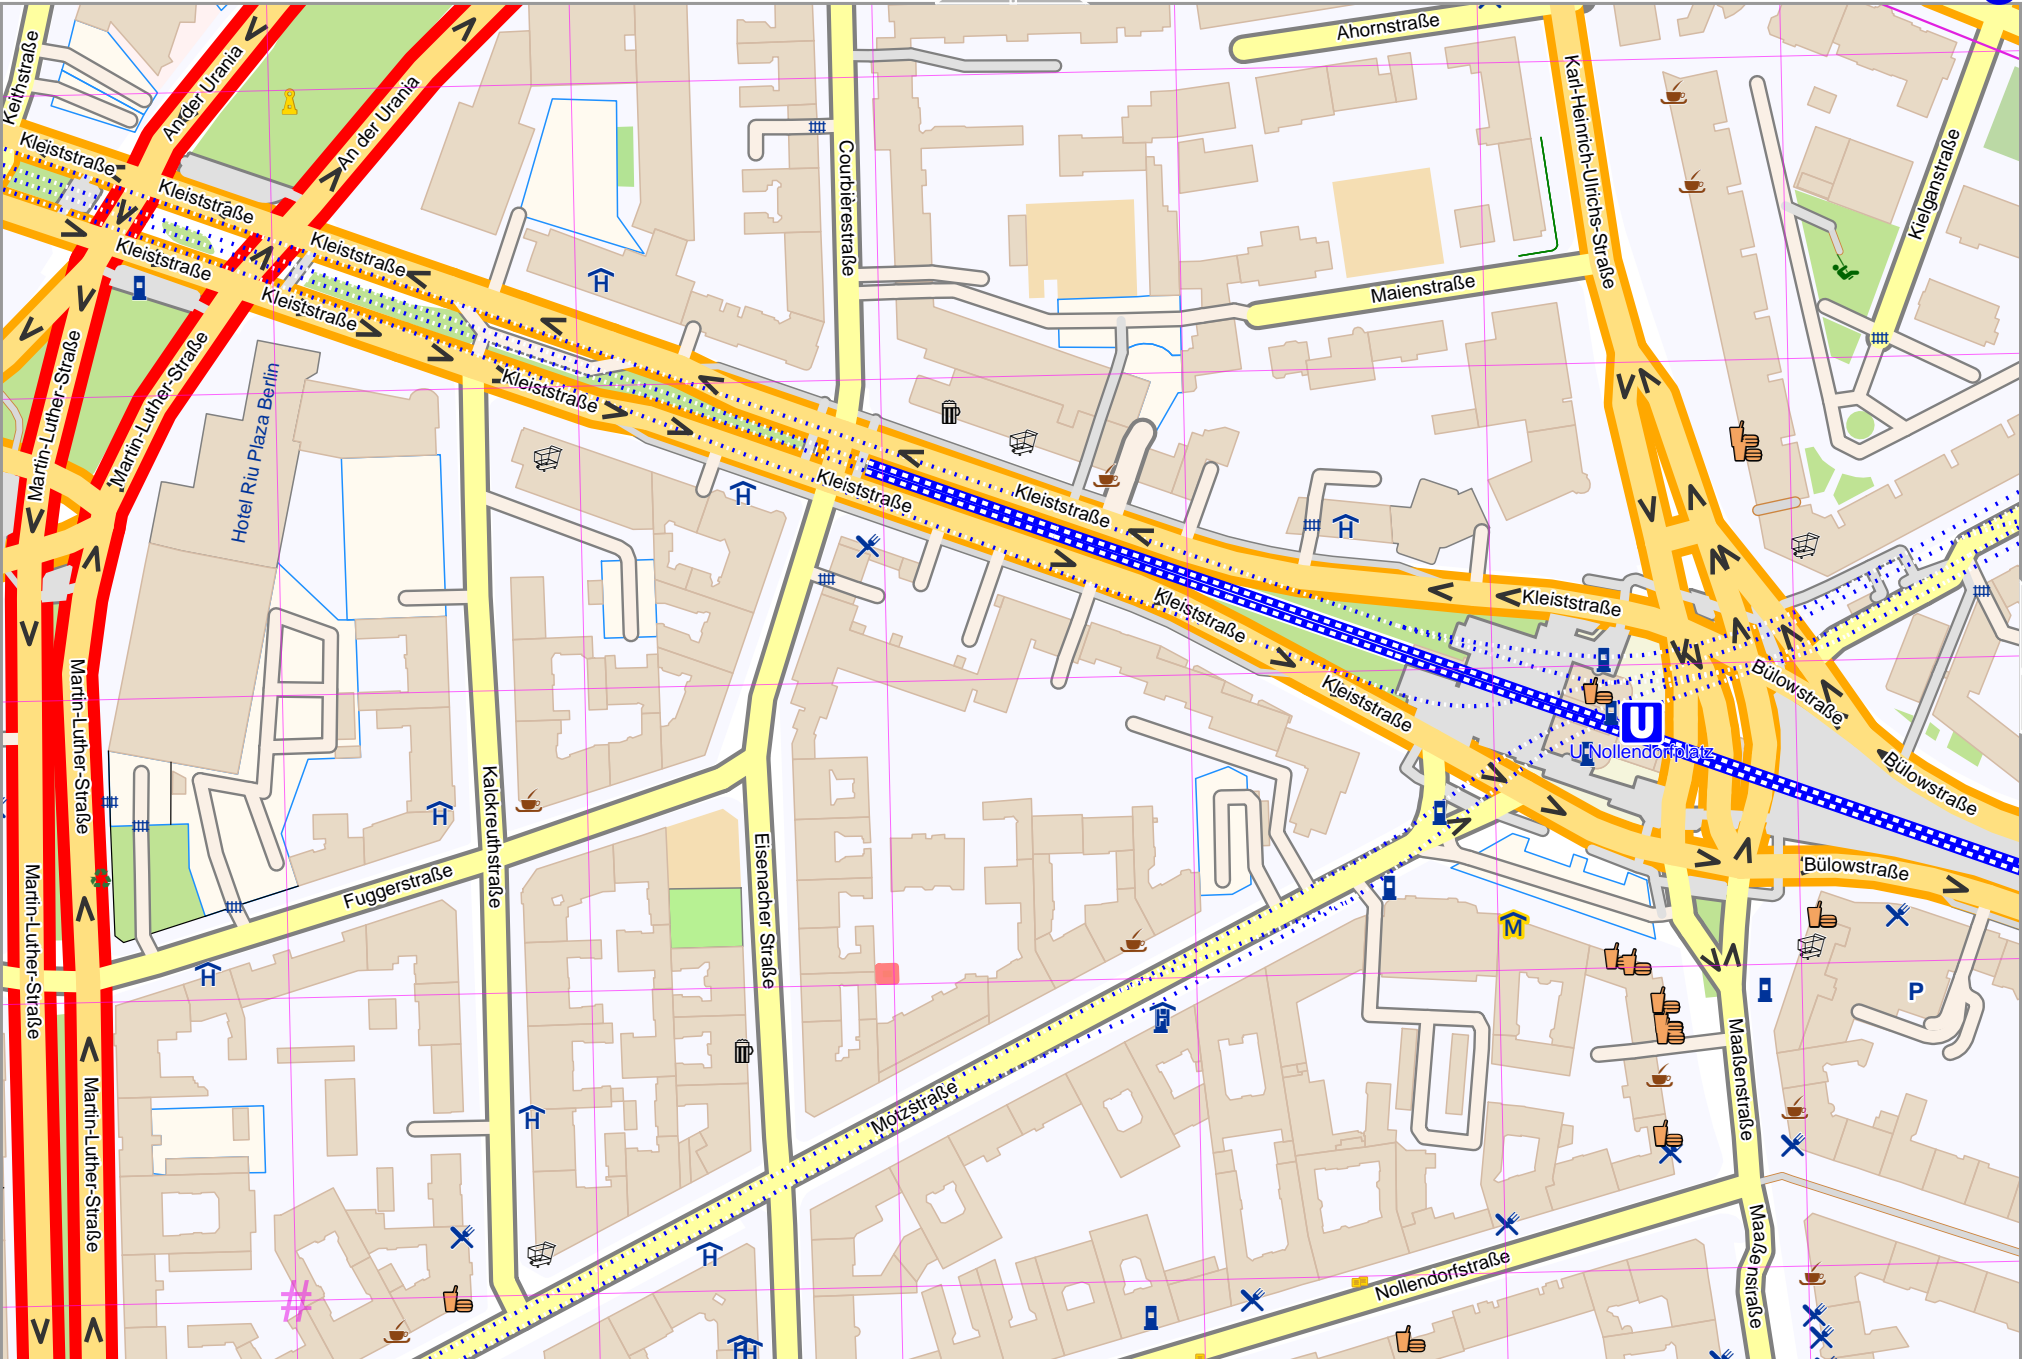 Ahornstraße
Keithstraße
An der Urania
An der Urania
Karl-Heinrich-Ulrichs-Straße
Kleiststraße
Kleiststraße
Courbièrestraße
Kielganstraße
Kleiststraße
Kleiststraße
Kleiststraße
Maienstraße
Martin-Luther-Straße
Martin-Luther-Straße
Hotel Riu Plaza Berlin
Kleiststraße
Kleiststraße
Kleiststraße
Kleiststraße
Kleiststraße
Kleiststraße
Bülowstraße
U
U Nollendorfplatz
Martin-Luther-Straße
Kalckreuthstraße
Bülowstraße
Eisenacher Straße
Fuggerstraße
Bülowstraße
Martin-Luther-Straße
M
P
H
H
H
H
H
H
H
H
H
H
Motzstraße
Maaßenstraße
Martin-Luther-Straße
Maaßenstraße
Nollendorfstraße
#